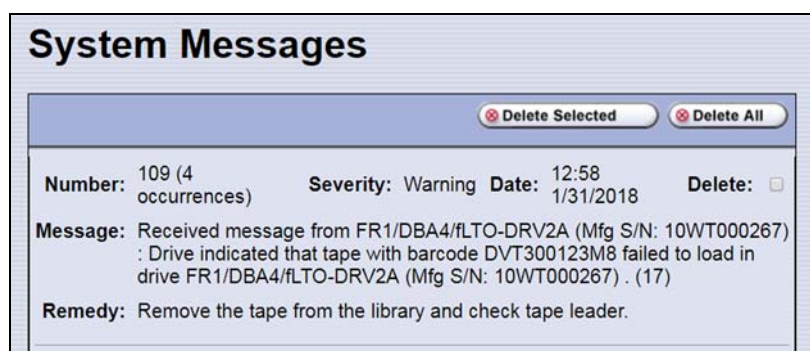 System Messages
Delete Selected
Delete All
Number: 109 (4 occurrences) Severity: Warning Date: 12:58 1/31/2018 Delete:
Message: Received message from FR1/DBA4/fLTO-DRV2A (Mfg S/N: 10WT000267)
: Drive indicated that tape with barcode DVT300123M8 failed to load in
drive FR1/DBA4/fLTO-DRV2A (Mfg S/N: 10WT000267) . (17)
Remedy: Remove the tape from the library and check tape leader.